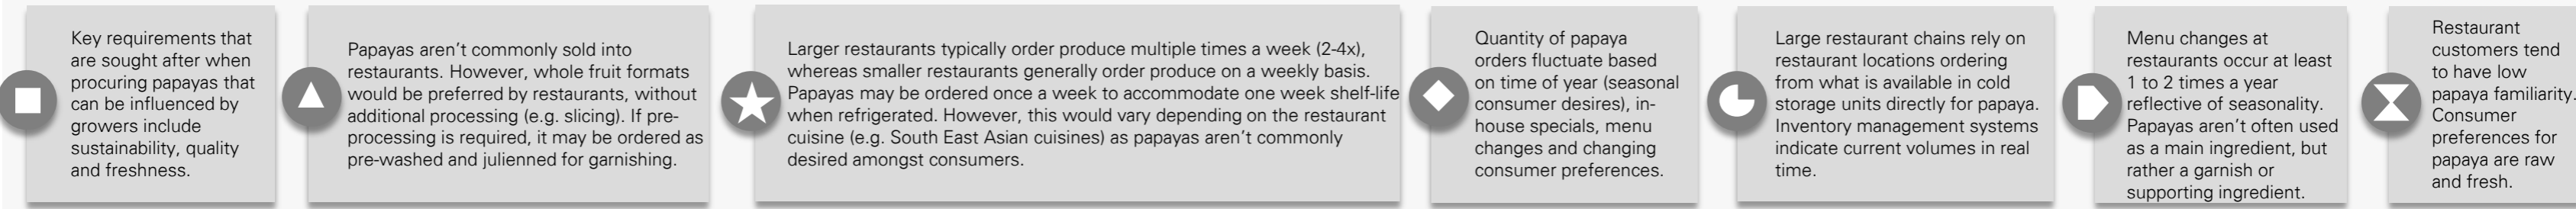 Key requirements that
are sought after when
procuring papayas that
can be influenced by
growers include
sustainability, quality
and freshness.
Papayas aren't commonly sold into
restaurants. However, whole fruit formats
would be preferred by restaurants, without
additional processing (e.g. slicing). If pre-
processing is required, it may be ordered as
pre-washed and julienned for garnishing.
Larger restaurants typically order produce multiple times a week (2-4x),
whereas smaller restaurants generally order produce on a weekly basis.
Papayas may be ordered once a week to accommodate one week shelf-life
when refrigerated. However, this would vary depending on the restaurant
cuisine (e.g. South East Asian cuisines) as papayas aren't commonly
desired amongst consumers.
Quantity of papaya
orders fluctuate based
on time of year (seasonal
consumer desires), in-
house specials, menu
changes and changing
consumer preferences.
Large restaurant chains rely on
restaurant locations ordering
from what is available in cold
storage units directly for papaya.
Inventory management systems
indicate current volumes in real
time.
Menu changes at
restaurants occur at least
1 to 2 times a year
reflective of seasonality.
Papayas aren't often used
as a main ingredient, but
rather a garnish or
supporting ingredient.
Restaurant
customers tend
to have low
papaya familiarity.
Consumer
preferences for
papaya are raw
and fresh.